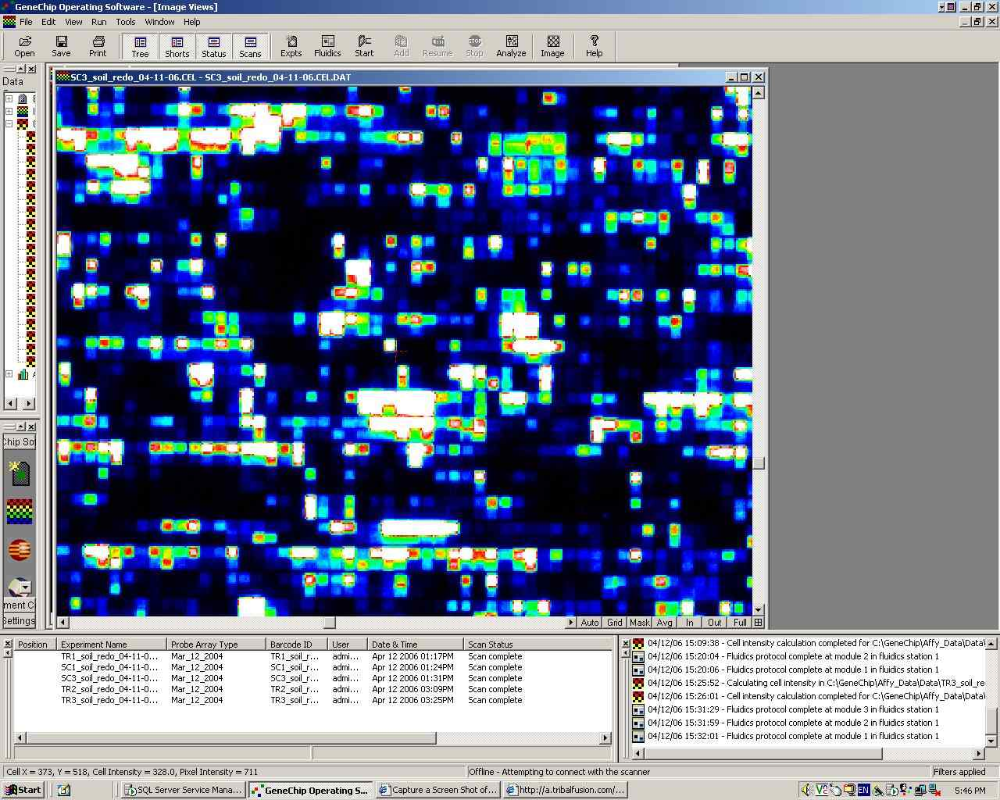 GeneChip Operating Software - [Image Views]
File Edit View Run Tools Window Help
Open Save Print Tree Shorts Status Scans Expts Fluidics Start Add Resume Stop Analyze Image Help
Data
SC3_soil_redo_04-11-06.CEL - SC3_soil_redo_04-11-06.CEL.DAT
Auto Grid Mask Avg In Out Full
ment C
Settings
Position Experiment Name Probe Array Type Barcode ID User Date & Time Scan Status
TR1_soil_redo_04-11-0... Mar_12_2004 TR1_soil_r... admi... Apr 12 2006 01:17PM Scan complete
SC1_soil_redo_04-11-0... Mar_12_2004 SC1_soil_r... admi... Apr 12 2006 01:24PM Scan complete
SC3_soil_redo_04-11-0... Mar_12_2004 SC3_soil_r... admi... Apr 12 2006 01:31PM Scan complete
TR2_soil_redo_04-11-0... Mar_12_2004 TR2_soil_r... admi... Apr 12 2006 03:09PM Scan complete
TR3_soil_redo_04-11-0... Mar_12_2004 TR3_soil_r... admi... Apr 12 2006 03:25PM Scan complete
04/12/06 15:09:38 - Cell intensity calculation completed for C:\GeneChip\Affy_Data\Data\
04/12/06 15:20:04 - Fluidics protocol complete at module 2 in fluidics station 1
04/12/06 15:20:06 - Fluidics protocol complete at module 1 in fluidics station 1
04/12/06 15:25:52 - Calculating cell intensity in C:\GeneChip\Affy_Data\Data\TR3_soil_re
04/12/06 15:26:01 - Cell intensity calculation completed for C:\GeneChip\Affy_Data\Data\
04/12/06 15:31:29 - Fluidics protocol complete at module 3 in fluidics station 1
04/12/06 15:31:59 - Fluidics protocol complete at module 2 in fluidics station 1
04/12/06 15:32:01 - Fluidics protocol complete at module 1 in fluidics station 1
Cell X = 373, Y = 518, Cell Intensity = 328.0, Pixel Intensity = 711
Offline - Attempting to connect with the scanner
Filters applied
Start SQL Server Service Mana... GeneChip Operating S... Capture a Screen Shot of... http://a.tribalfusion.com/... EN 5:46 PM